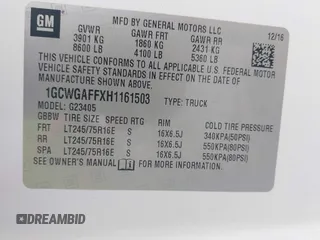 GM
MFD BY GENERAL MOTORS LLC
GVWR GAWR FRT GAWR RR 12/16
3901 KG 1860 KG 2431 KG
8600 LB 4100 LB 5360 LB
THIS VEHICLE CONFORMS TO ALL APPLICABLE
SAFETY STANDARDS IN EFFECT ON THE DATE OF
MANUFACTURE SHOWN ABOVE.
1GCWGAFFXH1161503 TYPE: TRUCK
MODEL: G23405
GBBW TIRE SIZE SPEED RTG RIM COLD TIRE PRESSURE
FRT LT245/75R16E S 16X6.5J 340KPA(50PSI)
RR LT245/75R16E S 16X6.5J 550KPA(80PSI)
SPA LT245/75R16E S 16X6.5J 550KPA(80PSI)
SEE OWNER'S MANUAL FOR MORE INFORMATION.
DREAMBID